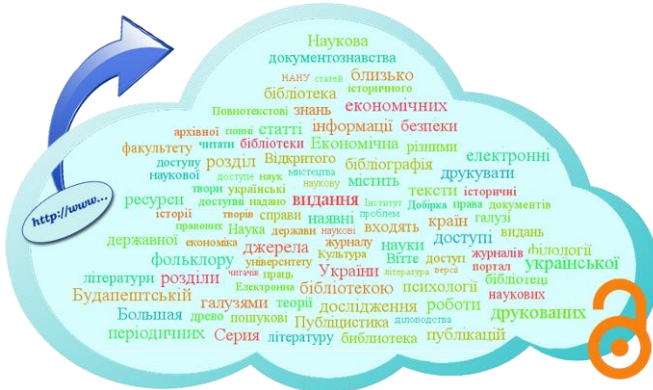 Наукова
документознавства
НАНУ статей близько
бібліотека історичного
Повнотекстові знань економічних
архівної повні статті інформації безпеки
факультету читати бібліотеки Економічна різними
доступу розділ Відкритого бібліографія електронні
наукової доступе наук мистецтва наукову містить друкувати
твори українські тексти історичні
ресурси доступні надано видання Інститут Добірка права документів
http://www...
історії творів справи наявні проблем входять країн галузі
правових Наука держави наукові
державної економіка джерела журналу науки доступі видань
фольклору університету Культура Вітте доступ журналів філології
літератури розділи читачів праць України література версії портал української
Електронна бібліотекою психології бібліотеці
Будапештській галузями теорії дослідження роботи наукових
Большая древо пошукові Публіцистика діловодства друкованих
періодичних Серия літературу библиотека публікацій